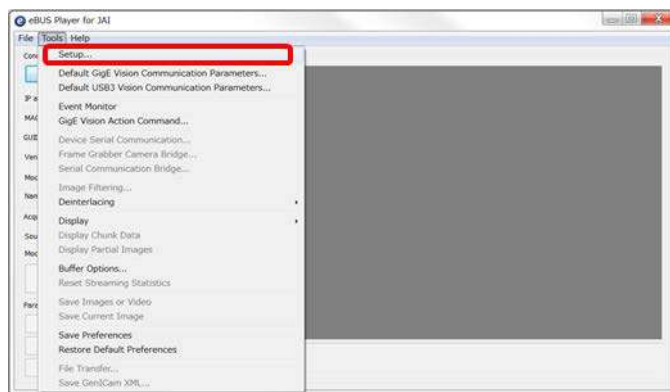 eBUS Player for JAI
File Tools Help
Setup...
Default GigE Vision Communication Parameters...
Default USB3 Vision Communication Parameters...
Event Monitor
GigE Vision Action Command...
Device Serial Communication...
Frame Grabber Camera Bridge...
Serial Communication Bridge...
Image Filtering...
Deinterlacing
Display
Display Chunk Data
Display Partial Images
Buffer Options...
Reset Streaming Statistics
Save Images or Video
Save Current Image
Save Preferences
Restore Default Preferences
File Transfer...
Save GenICam XML...